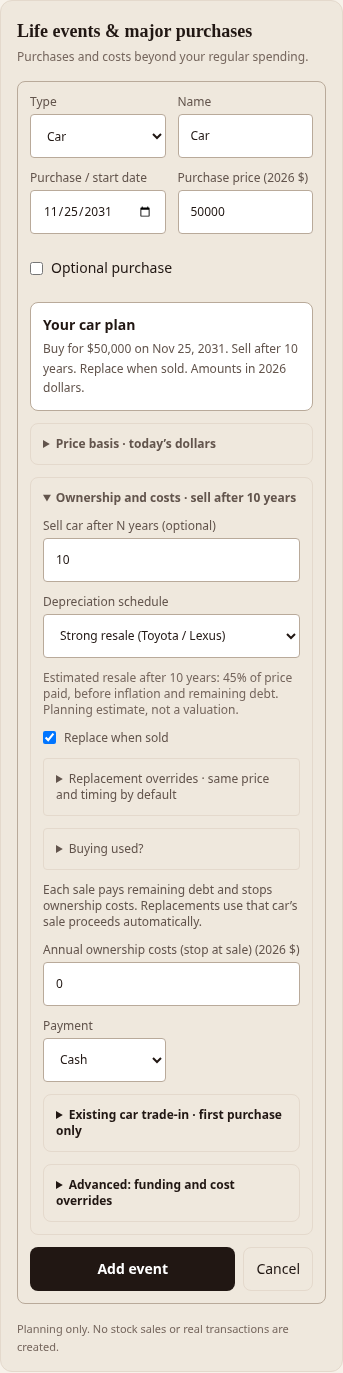 Life events & major purchases
Purchases and costs beyond your regular spending.
Type
Name
Car
Car
Purchase / start date
Purchase price (2026 $)
11/25/2031
50000
Optional purchase
Your car plan
Buy for $50,000 on Nov 25, 2031. Sell after 10
years. Replace when sold. Amounts in 2026
dollars.
Price basis · today's dollars
Ownership and costs · sell after 10 years
Sell car after N years (optional)
10
Depreciation schedule
Strong resale (Toyota / Lexus)
Estimated resale after 10 years: 45% of price
paid, before inflation and remaining debt.
Planning estimate, not a valuation.
Replace when sold
Replacement overrides · same price
and timing by default
Buying used?
Each sale pays remaining debt and stops
ownership costs. Replacements use that car’s
sale proceeds automatically.
Annual ownership costs (stop at sale) (2026 $)
0
Payment
Cash
Existing car trade-in · first purchase
only
Advanced: funding and cost
overrides
Add event
Cancel
Planning only. No stock sales or real transactions are
created.